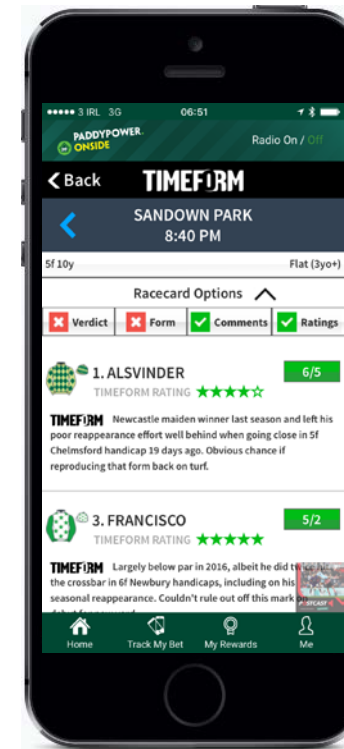 3 IRL 3G 06:51
PADDYPOWER.
ONSIDE
Radio On / Off
Back TIMEFORM
SANDOWN PARK
8:40 PM
5f 10y Flat (3yo+)
Racecard Options
Verdict Form Comments Ratings
1. ALSVINDER 6/5
TIMEFORM RATING
TIMEFORM Newcastle maiden winner last season and left his
poor reappearance effort well behind when going close in 5f
Chelmsford handicap 19 days ago. Obvious chance if
reproducing that form back on turf.
3. FRANCISCO 5/2
TIMEFORM RATING
TIMEFORM Largely below par in 2016, albeit he did twice hit
the crossbar in 6f Newbury handicaps, including on his
seasonal reappearance. Couldn't rule out off this mark on
Home Track My Bet My Rewards Me